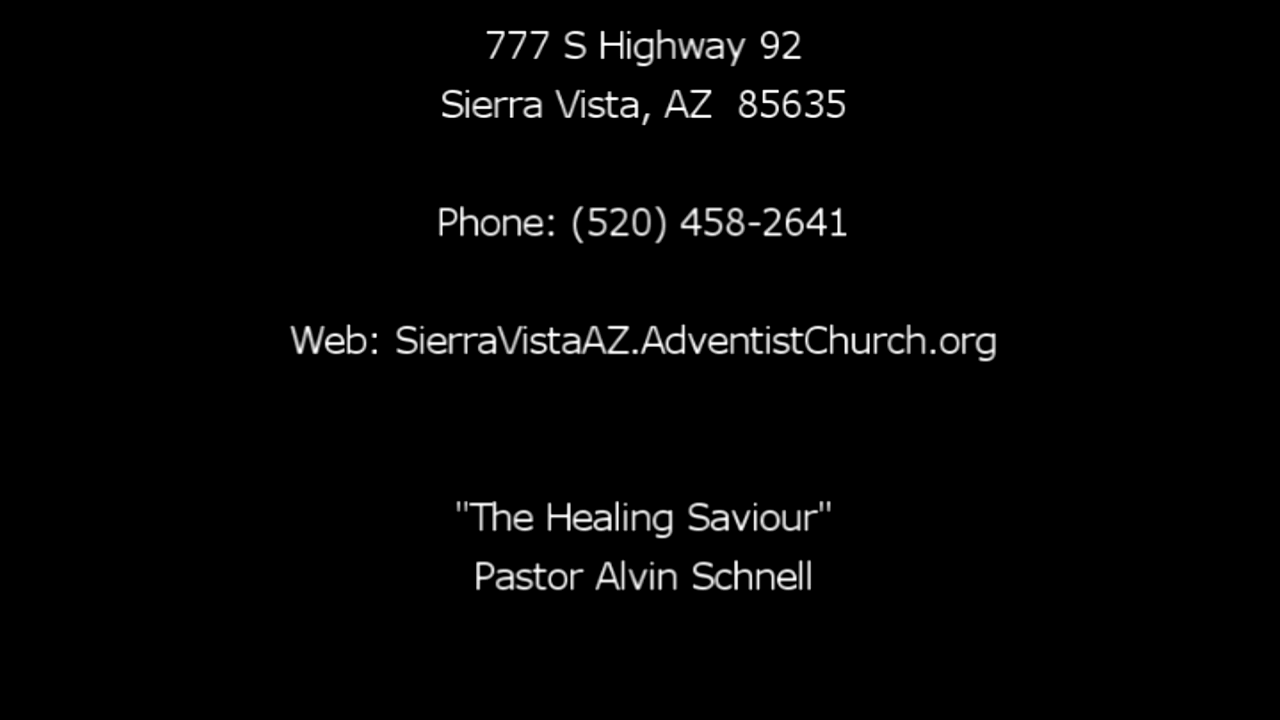 777 S Highway 92
Sierra Vista, AZ  85635
Phone: (520) 458-2641
Web: SierraVistaAZ.AdventistChurch.org
"The Healing Saviour"
Pastor Alvin Schnell